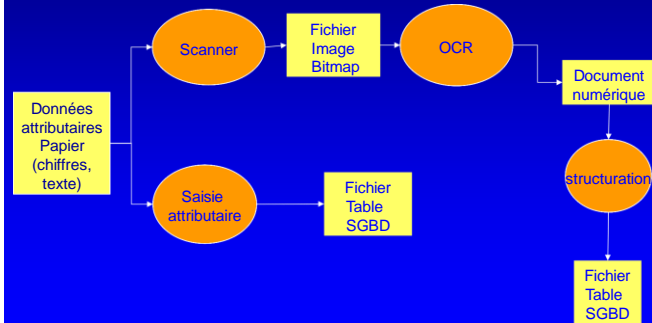 Scanner
Fichier
Image
Bitmap
OCR
Document
numérique
Données
attributaires
Papier
(chiffres,
texte)
Saisie
attributaire
Fichier
Table
SGBD
structuration
Fichier
Table
SGBD